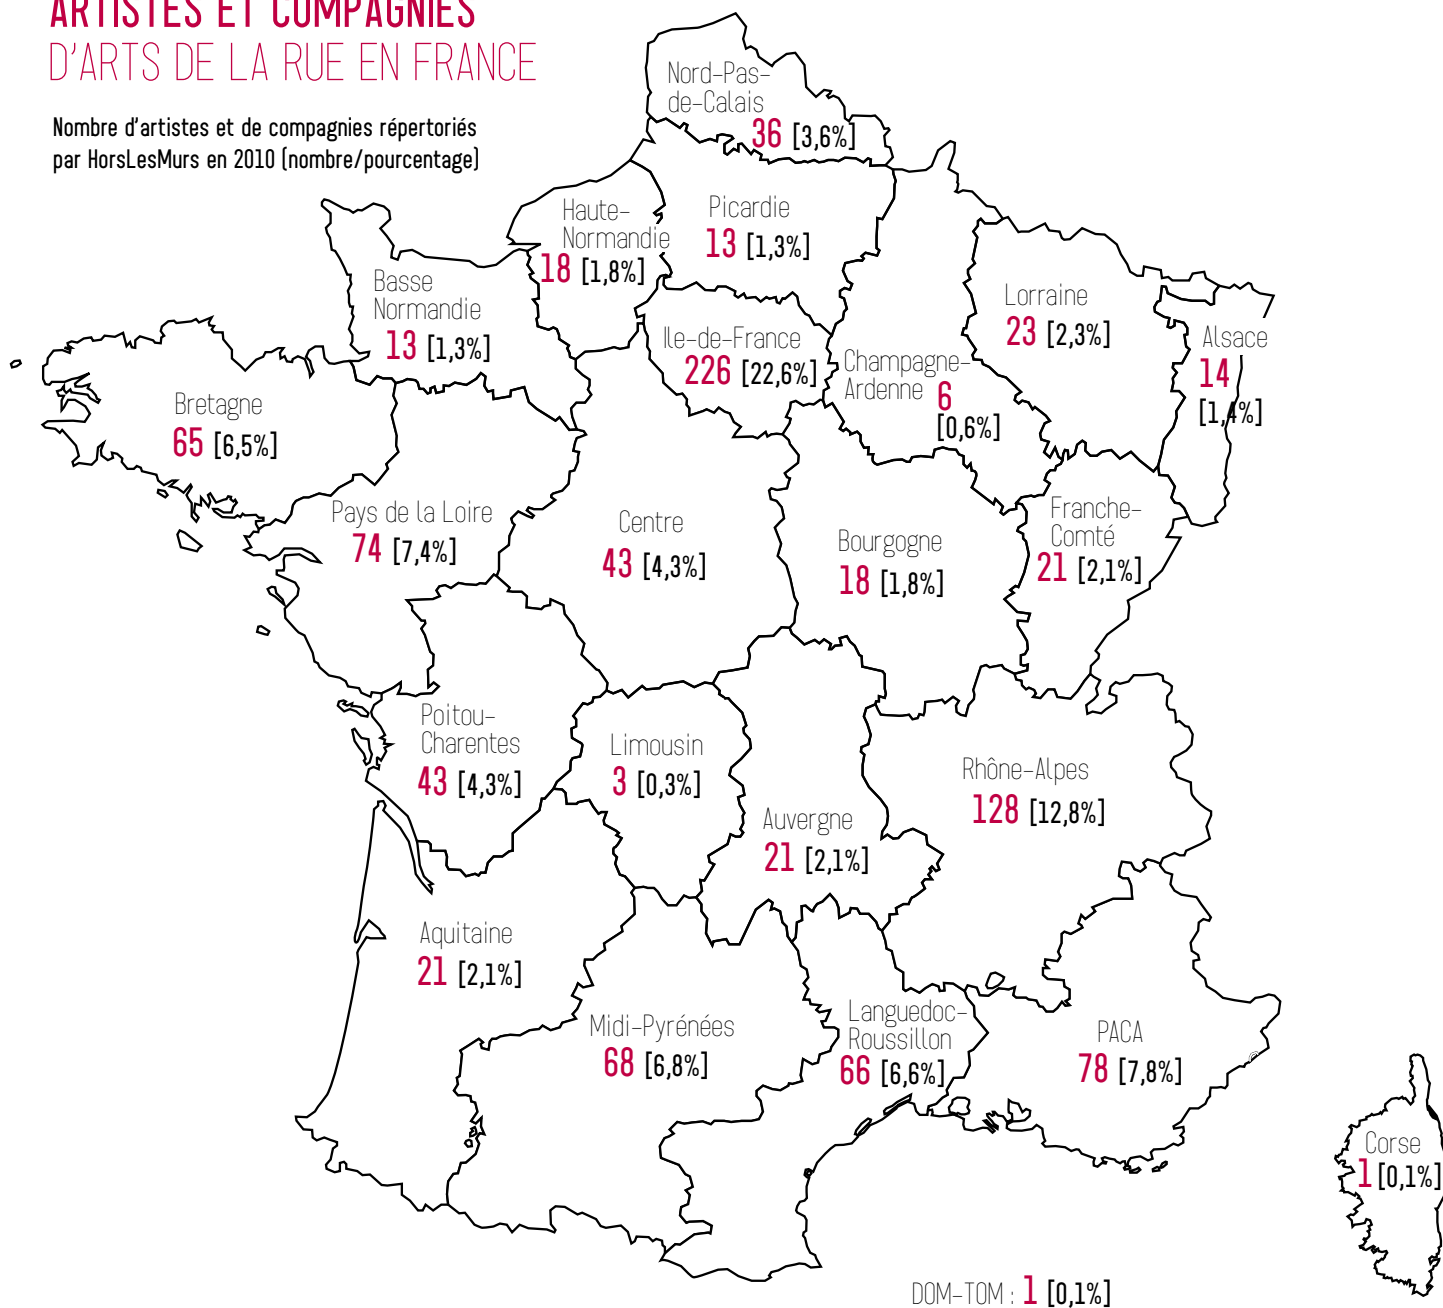 ARTISTES ET COMPAGNIES
D'ARTS DE LA RUE EN FRANCE
Nombre d'artistes et de compagnies répertoriés
par HorsLesMurs en 2010 (nombre/pourcentage)
Nord-Pas-
de-Calais
36 [3,6%]
Haute-
Normandie
18 [1,8%]
Picardie
13 [1,3%]
Basse
Normandie
13 [1,3%]
Ile-de-France
226 [22,6%]
Champagne-
Ardenne 6
[0,6%]
Lorraine
23 [2,3%]
Alsace
14
[1,4%]
Bretagne
65 [6,5%]
Pays de la Loire
74 [7,4%]
Centre
43 [4,3%]
Bourgogne
18 [1,8%]
Franche-
Comté
21 [2,1%]
Poitou-
Charentes
43 [4,3%]
Limousin
3 [0,3%]
Auvergne
21 [2,1%]
Rhône-Alpes
128 [12,8%]
Aquitaine
21 [2,1%]
Midi-Pyrénées
68 [6,8%]
Languedoc-
Roussillon
66 [6,6%]
PACA
78 [7,8%]
Corse
1 [0,1%]
DOM-TOM : 1 [0,1%]